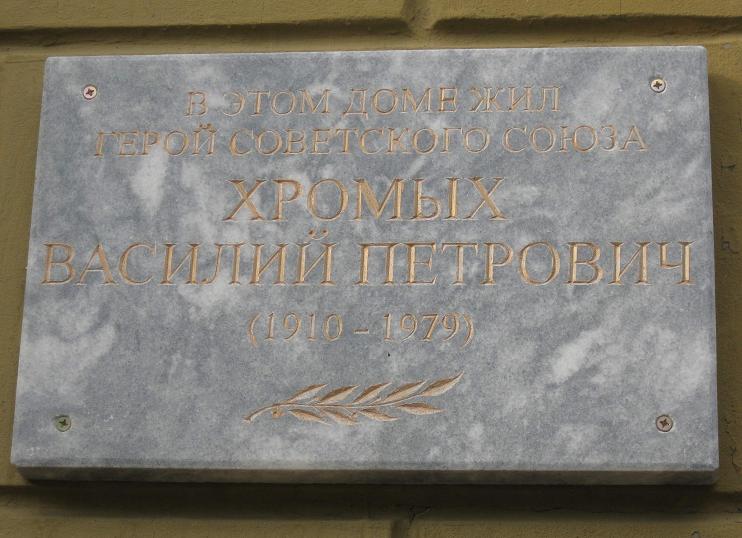 В ЭТОМ ДОМЕ ЖИЛ
ГЕРОЙ СОВЕТСКОГО СОЮЗА
ХРОМЫХ
ВАСИЛИЙ ПЕТРОВИЧ
(1910 – 1979)